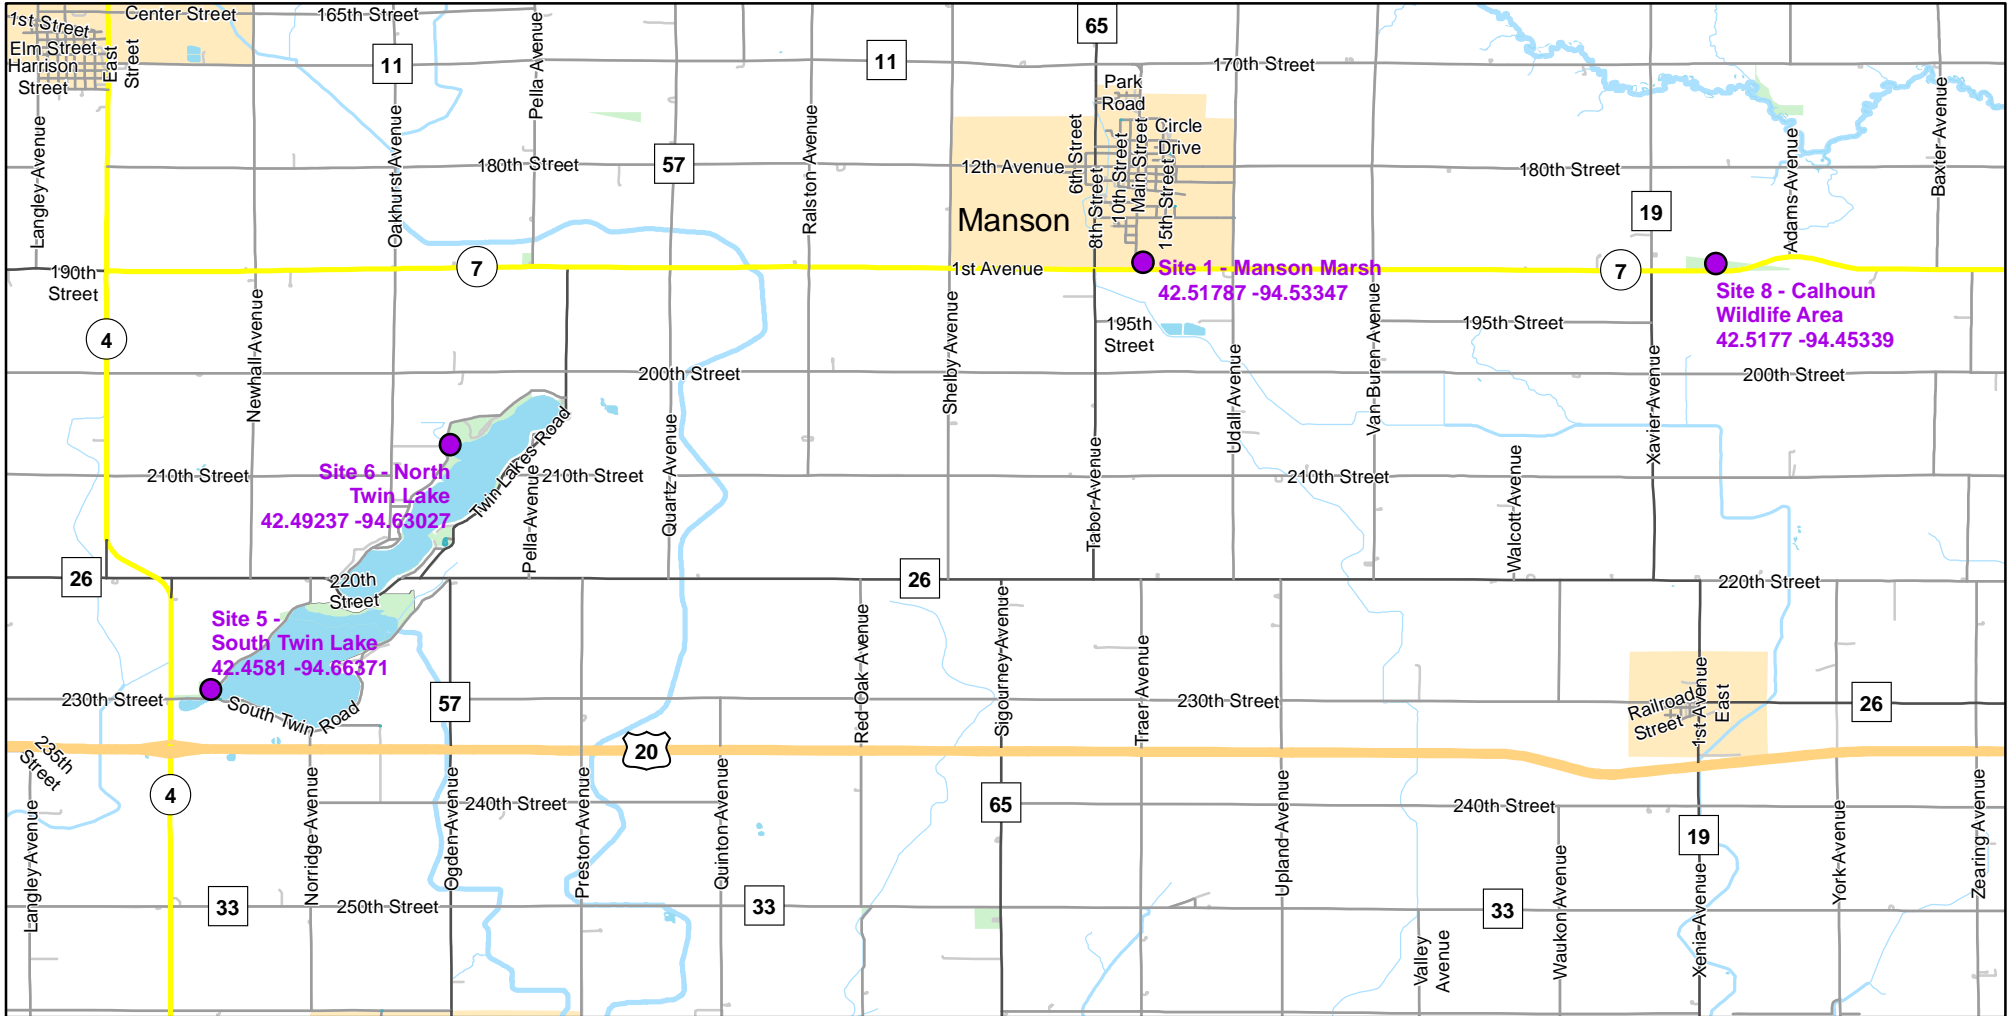 Center Street
165th Street
1st Street
Elm Street
Harrison
Street
East
Street
11
Pella Avenue
11
65
170th Street
Park
Road
Circle
Drive
Langley Avenue
Oakhurst Avenue
180th Street
57
Ralston Avenue
12th Avenue
6th Street
8th Street
10th Street
Main Street
15th Street
180th Street
19
Adams Avenue
Baxter Avenue
Manson
190th
Street
7
1st Avenue
Site 1 - Manson Marsh
42.51787 -94.53347
7
Site 8 - Calhoun
Wildlife Area
42.5177 -94.45339
4
Newhall Avenue
Shelby Avenue
195th
Street
Udall Avenue
Van Buren Avenue
195th Street
Xavier Avenue
200th Street
200th Street
Site 6 - North
Twin Lake
42.49237 -94.63027
210th Street
Twin Lakes Road
Pella Avenue
210th Street
Quartz Avenue
Tabor Avenue
210th Street
Walcott Avenue
26
220th
Street
26
220th Street
Site 5 -
South Twin Lake
42.4581 -94.66371
230th Street
South Twin Road
57
Red Oak Avenue
Sigourney Avenue
Traer Avenue
230th Street
Railroad
Street
1st Avenue
East
26
235th
Street
20
4
Langley Avenue
Norridge Avenue
Ogden Avenue
240th Street
Preston Avenue
Quinton Avenue
65
Upland Avenue
240th Street
19
York Avenue
Zearing Avenue
33
250th Street
33
33
Valley
Avenue
Waukon Avenue
Xenia Avenue